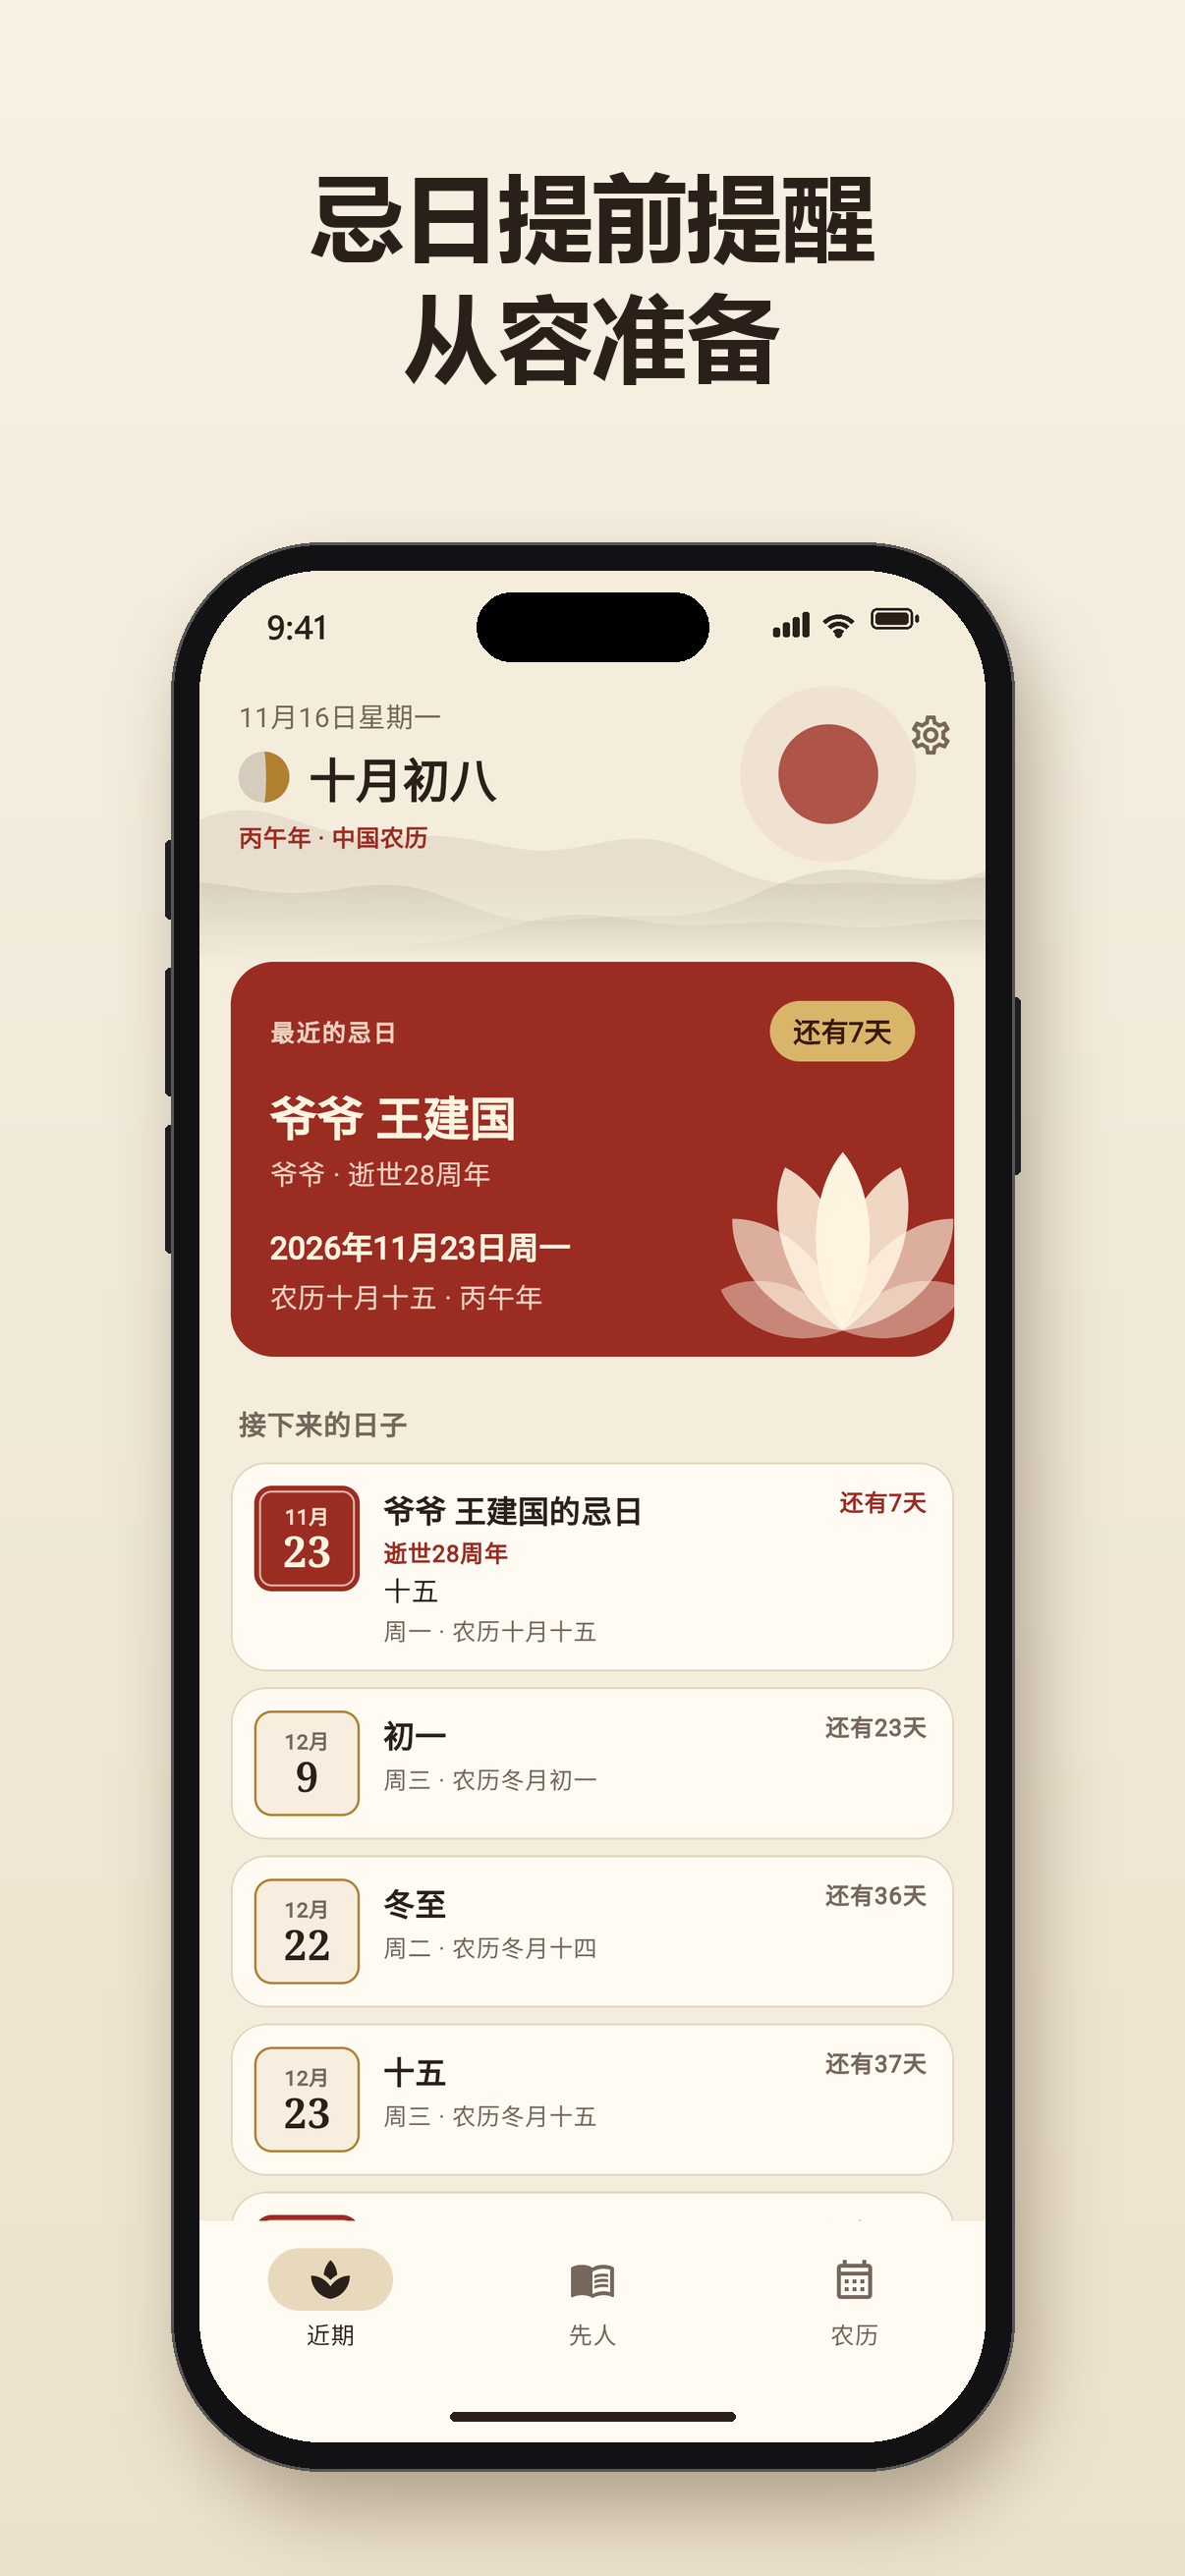 忌日提前提醒
从容准备
9:41
11月16日星期一
十月初八
丙午年 · 中国农历
最近的忌日
还有7天
爷爷 王建国
爷爷 · 逝世28周年
2026年11月23日周一
农历十月十五 · 丙午年
接下来的日子
11月
23
爷爷 王建国的忌日
还有7天
逝世28周年
十五
周一 · 农历十月十五
12月
9
初一
还有23天
周三 · 农历冬月初一
12月
22
冬至
还有36天
周二 · 农历冬月十四
12月
23
十五
还有37天
周三 · 农历冬月十五
近期
先人
农历